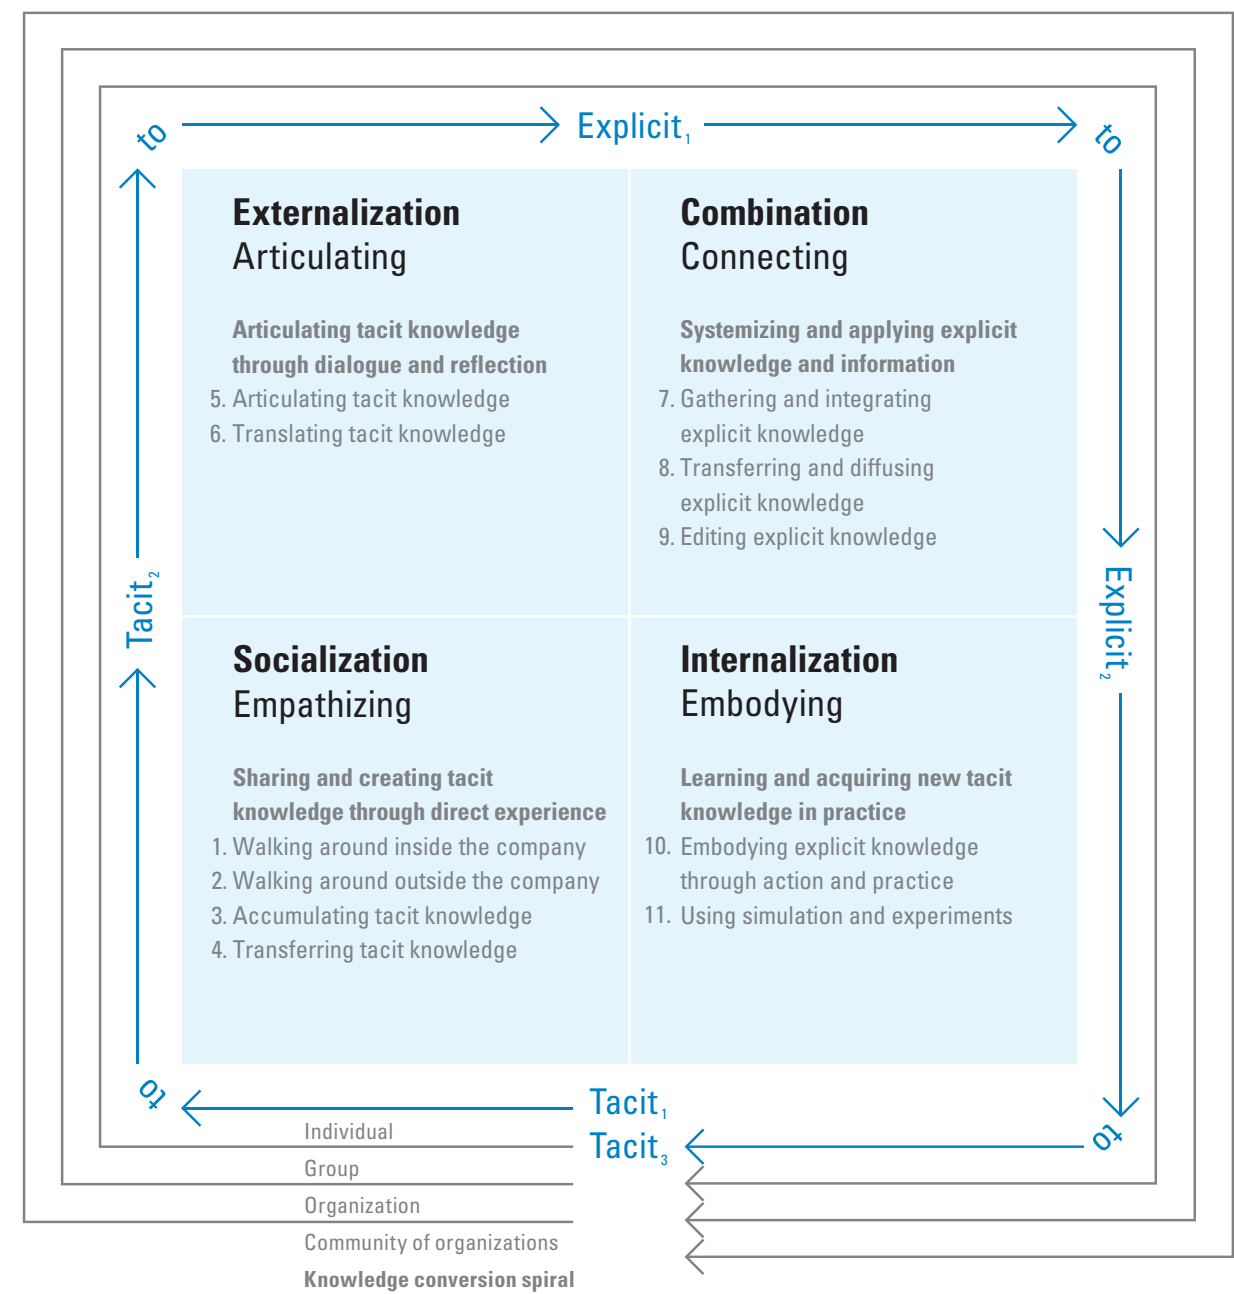 to
Explicit1
to
Externalization
Articulating
Articulating tacit knowledge
through dialogue and reflection
5. Articulating tacit knowledge
6. Translating tacit knowledge
Combination
Connecting
Systemizing and applying explicit
knowledge and information
7. Gathering and integrating
explicit knowledge
8. Transferring and diffusing
explicit knowledge
9. Editing explicit knowledge
Tacit2
Explicit2
Socialization
Empathizing
Sharing and creating tacit
knowledge through direct experience
1. Walking around inside the company
2. Walking around outside the company
3. Accumulating tacit knowledge
4. Transferring tacit knowledge
Internalization
Embodying
Learning and acquiring new tacit
knowledge in practice
10. Embodying explicit knowledge
through action and practice
11. Using simulation and experiments
to
Tacit1
Tacit3
to
Individual
Group
Organization
Community of organizations
Knowledge conversion spiral